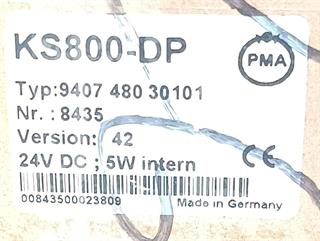 KS800-DP
PMA
Typ:9407 480 30101
Nr. : 8435
Version: 42
24V DC ; 5W intern
00843500023809
Made in Germany